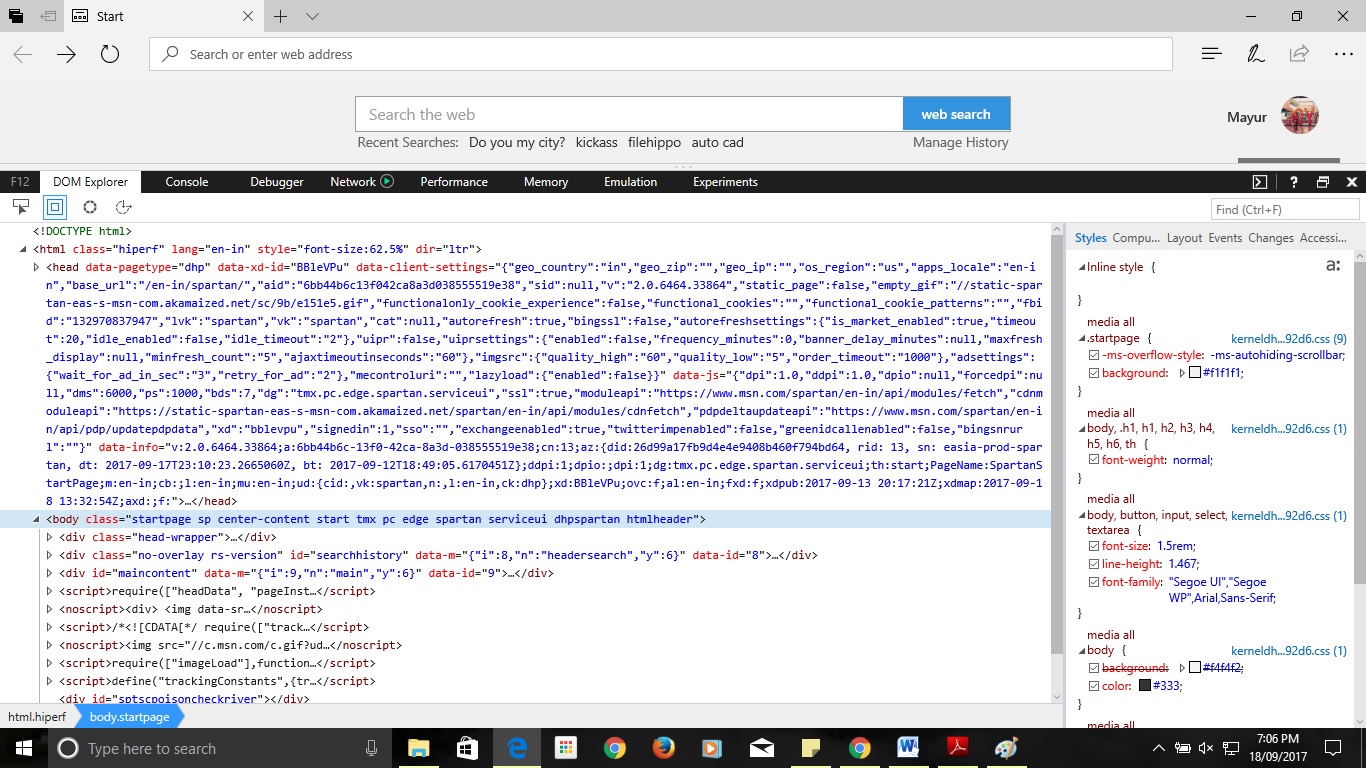 Start
Search or enter web address
Search the web
web search
Mayur
Recent Searches: Do you my city? kickass filehippo auto cad
Manage History
F12 DOM Explorer Console Debugger Network Performance Memory Emulation Experiments
?
Find (Ctrl+F)
<!DOCTYPE html>
<html class="hiperf" lang="en-in" style="font-size:62.5%" dir="ltr">
<head data-pagetype="dhp" data-xd-id="BBleVPu" data-client-settings="{"geo_country":"in","geo_zip":"","geo_ip":"","os_region":"us","apps_locale":"en-i
n","base_url":"/en-in/spartan/","aid":"6bb44b6c13f042ca8a3d038555519e38","sid":null,"v":"2.0.6464.33864","static_page":false,"empty_gif":"//static-spar
tan-eas-s-msn-com.akamaized.net/sc/9b/e151e5.gif","functionalonly_cookie_experience":false,"functional_cookies":"","functional_cookie_patterns":"","fbi
d":"132970837947","lvk":"spartan","vk":"spartan","cat":null,"autorefresh":true,"bingssl":false,"autorefreshsettings":{"is_market_enabled":true,"timeou
t":20,"idle_enabled":false,"idle_timeout":"2"},"uipr":false,"uiprsettings":{"enabled":false,"frequency_minutes":0,"banner_delay_minutes":null,"maxfresh
_display":null,"minfresh_count":"5","ajaxtimeoutinseconds":"60"},"imgsrc":{"quality_high":"60","quality_low":"5","order_timeout":"1000"},"adsettings":
{"wait_for_ad_in_sec":"3","retry_for_ad":"2"},"mecontroluri":"","lazyload":{"enabled":false}}" data-js="{"dpi":1.0,"ddpi":1.0,"dpio":null,"forcedpi":nu
ll,"dms":6000,"ps":1000,"bds":7,"dg":"tmx.pc.edge.spartan.serviceui","ssl":true,"moduleapi":"https://www.msn.com/spartan/en-in/api/modules/fetch","cdnm
oduleapi":"https://static-spartan-eas-s-msn-com.akamaized.net/spartan/en-in/api/modules/cdnfetch","pdpdeltaupdateapi":"https://www.msn.com/spartan/en-i
n/api/pdp/updatepdpdata","xd":"bblevpu","signedin":1,"sso":"","exchangeenabled":true,"twitterimpenabled":false,"greenidcallenabled":false,"bingsnrur
l":""}" data-info="v:2.0.6464.33864;a:6bb44b6c-13f0-42ca-8a3d-038555519e38;cn:13;az:{did:26d99a17fb9d4e4e9408b460f794bd64, rid: 13, sn: easia-prod-spar
tan, dt: 2017-09-17T23:10:23.2665060Z, bt: 2017-09-12T18:49:05.6170451Z};ddpi:1;dpio:;dpi:1;dg:tmx.pc.edge.spartan.serviceui;th:start;PageName:SpartanS
tartPage;m:en-in;cb:;l:en-in;mu:en-in;ud:{cid:,vk:spartan,n:,l:en-in,ck:dhp};xd:BBleVPu;ovc:f;al:en-in;fxd:f;xdpub:2017-09-13 20:17:21Z;xdmap:2017-09-1
8 13:32:54Z;axd:;f:">…</head>
<body class="startpage sp center-content start tmx pc edge spartan serviceui dhpspartan htmlheader">
<div class="head-wrapper">…</div>
<div class="no-overlay rs-version" id="searchhistory" data-m="{"i":8,"n":"headersearch","y":6}" data-id="8">…</div>
<div id="maincontent" data-m="{"i":9,"n":"main","y":6}" data-id="9">…</div>
<script>require(["headData", "pageInst…</script>
<noscript><div> <img data-sr…</noscript>
<script>/*<![CDATA[*/ require(["track…</script>
<noscript><img src="//c.msn.com/c.gif?ud…</noscript>
<script>require(["imageLoad"],function…</script>
<script>define("trackingConstants",{tr…</script>
<div id="sptscpoisoncheckriver"></div>
html.hiperf body.startpage
Styles Compu... Layout Events Changes Accessi...
Inline style {
a:
}
media all
.startpage { kerneldh...92d6.css (9)
-ms-overflow-style: -ms-autohiding-scrollbar;
background: #f1f1f1;
}
media all
body, .h1, h1, h2, h3, h4, kerneldh...92d6.css (1)
h5, h6, th {
font-weight: normal;
}
media all
body, button, input, select, kerneldh...92d6.css (1)
textarea {
font-size: 1.5rem;
line-height: 1.467;
font-family: "Segoe UI","Segoe
WP",Arial,Sans-Serif;
}
media all
body { kerneldh...92d6.css (1)
background: #f4f4f2;
color: #333;
}
media all
Type here to search
7:06 PM
18/09/2017